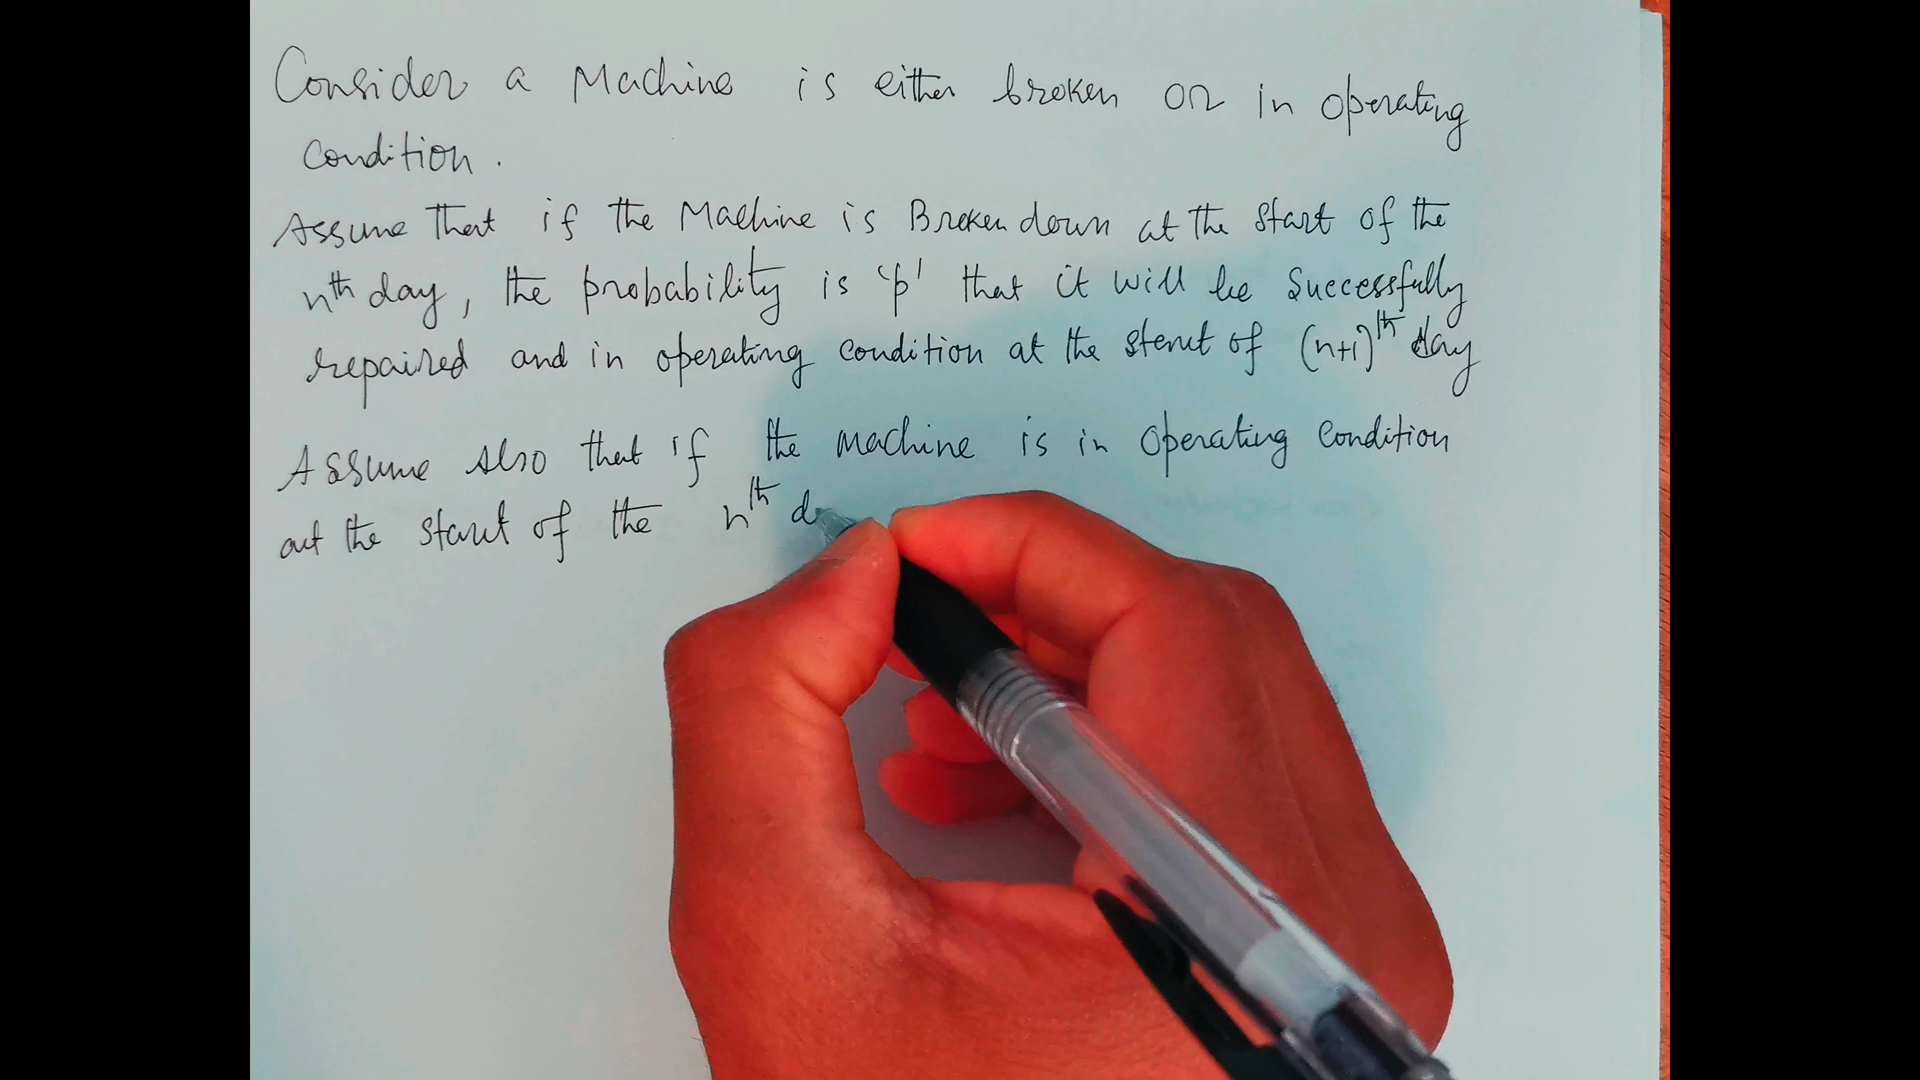 Consider a Machine is either broken or in operating
condition.
Assume that if the Machine is Broken down at the start of the
nth day, the probability is 'p' that it will be successfully
repaired and in operating condition at the start of (n+1)th day
Assume also that if the machine is in operating condition
at the start of the nth d